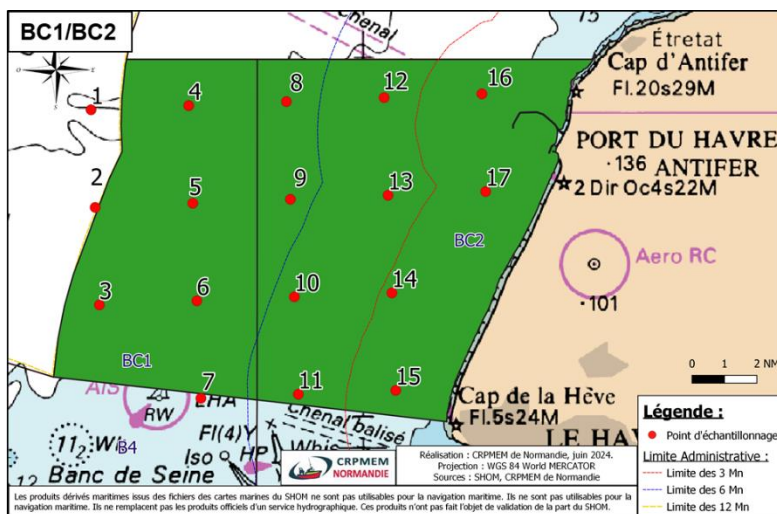 BC1/BC2
Chenal
15
Étretat
Cap d'Antifer
Fl.20s29M
PORT DU HAVRE
136 ANTIFER
2 Dir Oc4s22M
Aero RC
101
1
4
8
12
16
2
5
9
13
17
BC2
3
6
10
14
BC1
7
11
15
RW
LHA
Cap de la Hève
Fl.5s24M
Chenal balisé
Fl(4)Y
Whis
Iso
HP
11₂
B4
Banc de Seine
LE HA
0 1 2 NM
CRPMEM
NORMANDIE
Réalisation : CRPMEM de Normandie, juin 2024.
Projection : WGS 84 World MERCATOR
Sources : SHOM, CRPMEM de Normandie
Légende :
Point d'échantillonnage
Limite Administrative :
Limite des 3 Mn
Limite des 6 Mn
Limite des 12 Mn
Les produits dérivés maritimes issus des fichiers des cartes marines du SHOM ne sont pas utilisables pour la navigation maritime. Ils ne sont pas utilisables pour la
navigation maritime. Ils ne remplacent pas les produits officiels d'un service hydrographique. Ces produits n'ont pas fait l'objet de validation de la part du SHOM.